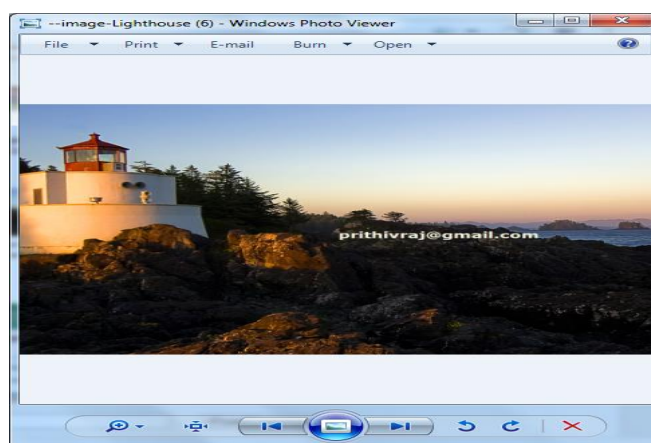 --image-Lighthouse (6) - Windows Photo Viewer
File Print E-mail Burn Open
prithivraj@gmail.com